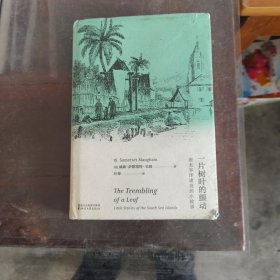 一片树叶的颤动
南太平洋诸岛的小故事
W. Somerset Maugham
[英] 威廉·萨默塞特·毛姆 著
译
The Trembling
of a Leaf
Little Stories of the South Sea Islands